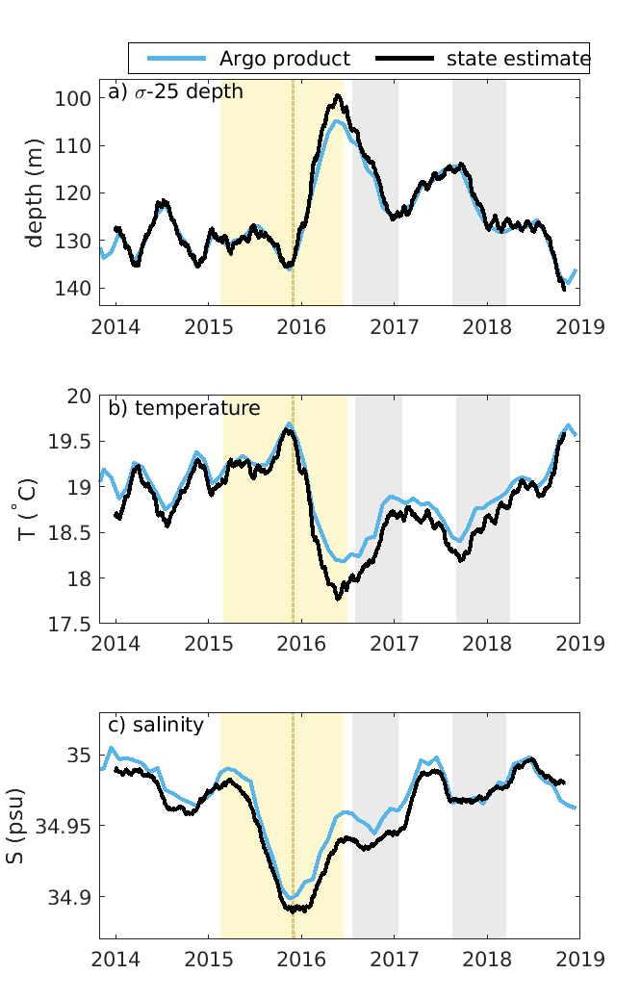 Argo product state estimate
a) σ-25 depth
depth (m)
100
110
120
130
140
2014 2015 2016 2017 2018 2019
b) temperature
T (°C)
20
19.5
19
18.5
18
17.5
2014 2015 2016 2017 2018 2019
c) salinity
S (psu)
35
34.95
34.9
2014 2015 2016 2017 2018 2019